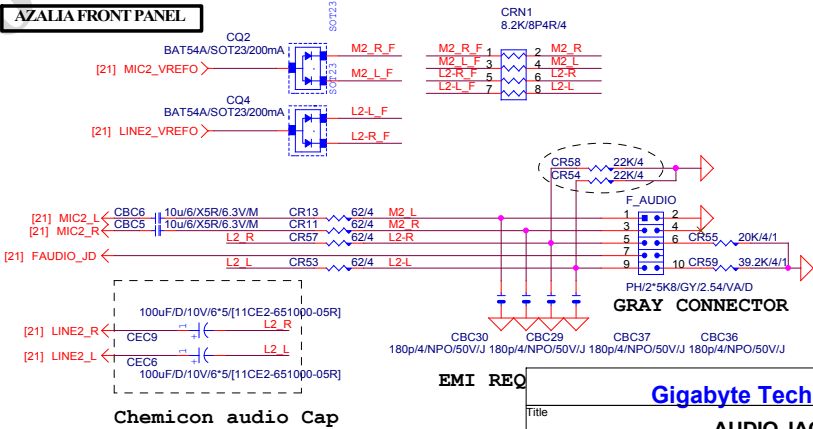 AZALIA FRONT PANEL
SOT23
CQ2
BAT54A/SOT23/200mA
[21] MIC2_VREFO
M2_R_F
M2_L_F
SOT23
CQ4
BAT54A/SOT23/200mA
[21] LINE2_VREFO
L2-L_F
L2-R_F
CRN1
8.2K/8P4R/4
M2_R_F 1 2 M2_R
M2_L_F 3 4 M2_L
L2-R_F 5 6 L2-R
L2-L_F 7 8 L2-L
CR58 22K/4
CR54 22K/4
F_AUDIO
[21] MIC2_L CBC6 10u/6/X5R/6.3V/M CR13 62/4 M2_L 1 2
[21] MIC2_R CBC5 10u/6/X5R/6.3V/M CR11 62/4 M2_R 3 4
L2_R CR57 62/4 L2-R 5 6 CR55 20K/4/1
[21] FAUDIO_JD 7
L2_L CR53 62/4 L2-L 9 10 CR59 39.2K/4/1
PH/2*5K8/GY/2.54/VA/D
GRAY CONNECTOR
100uF/D/10V/6*5/[11CE2-651000-05R]
[21] LINE2_R 1 + L2_R
CEC9
[21] LINE2_L 1 + L2_L
CEC6
100uF/D/10V/6*5/[11CE2-651000-05R]
Chemicon audio Cap
CBC30 CBC29 CBC37 CBC36
180p/4/NPO/50V/J 180p/4/NPO/50V/J 180p/4/NPO/50V/J 180p/4/NPO/50V/J
EMI REQ
Gigabyte Tech
Title
AUDIO JAC